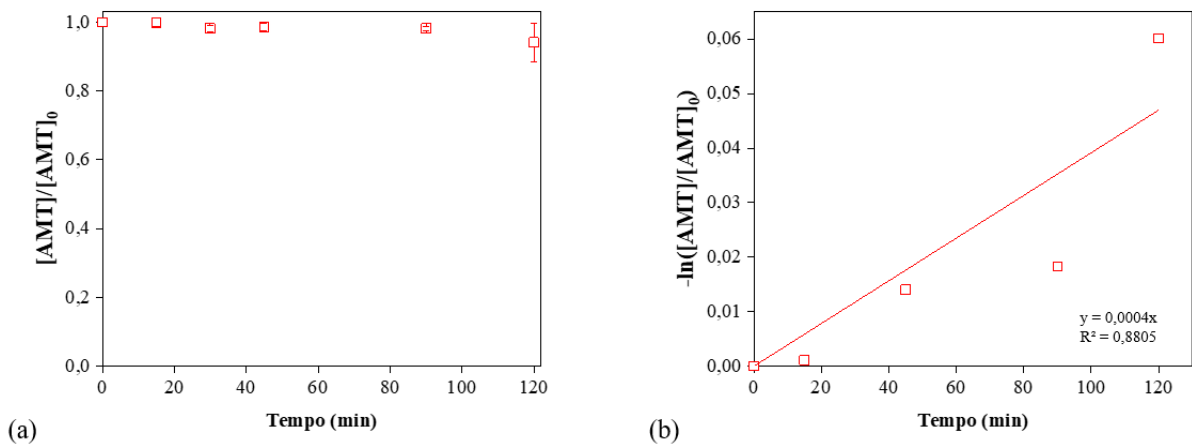 1,0
0,8
0,6
0,4
0,2
0,0
[AMT]/[AMT]₀
0 20 40 60 80 100 120
Tempo (min)
(a)
0,06
0,05
0,04
0,03
0,02
0,01
0,00
-ln([AMT]/[AMT]₀)
y = 0,0004x
R² = 0,8805
0 20 40 60 80 100 120
Tempo (min)
(b)